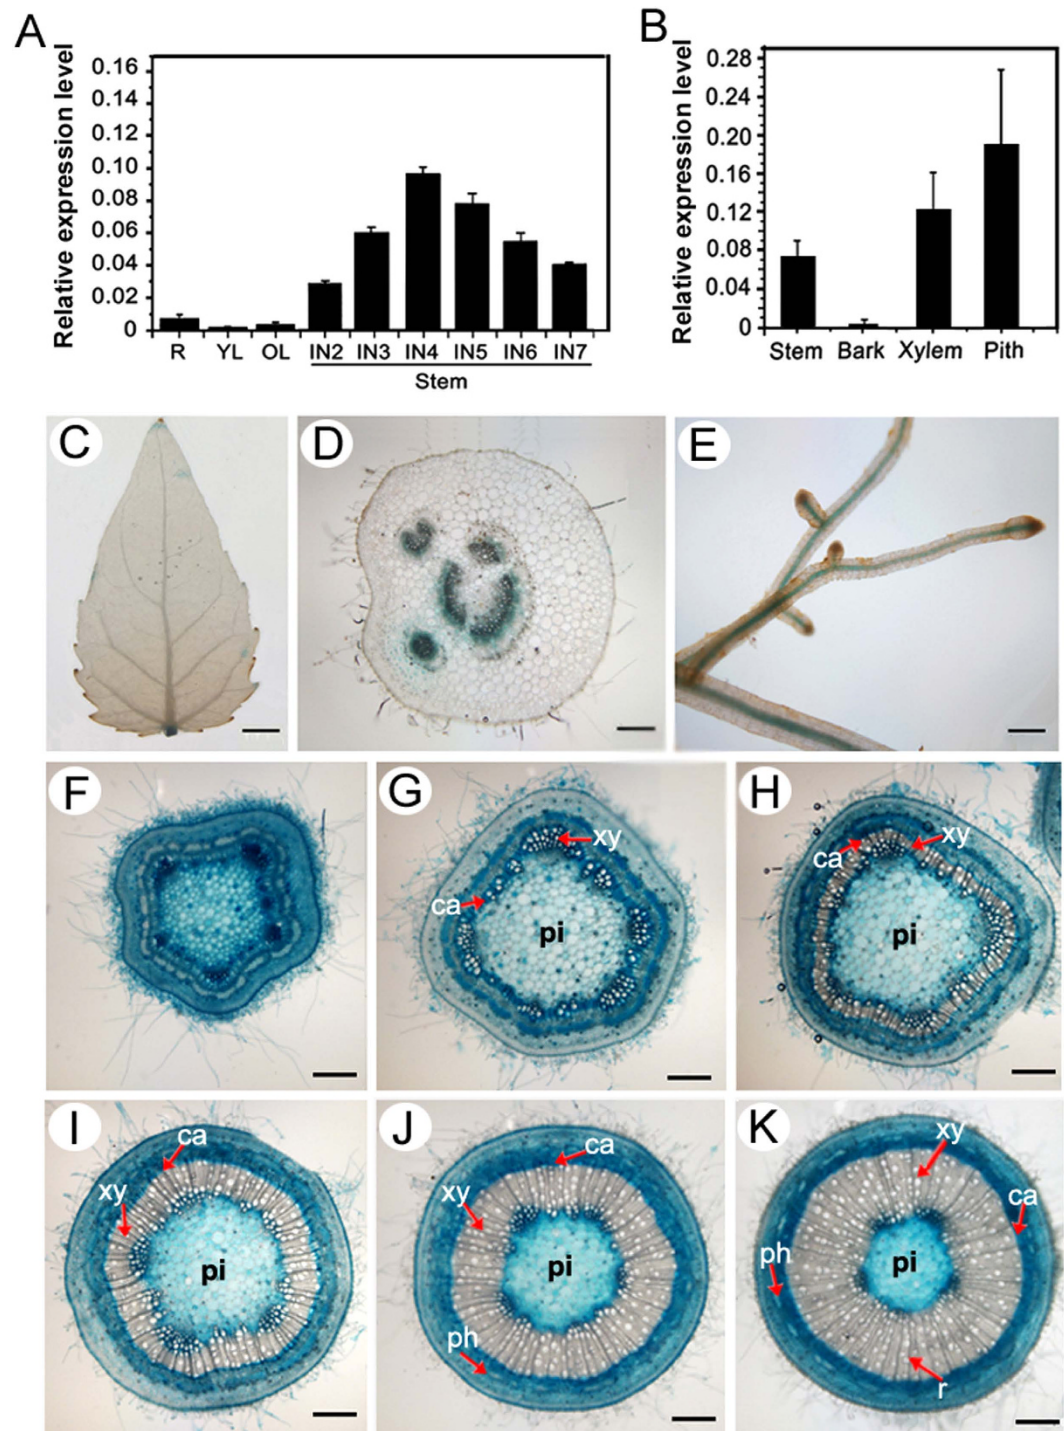 A
Relative expression level
0.16
0.14
0.12
0.10
0.08
0.06
0.04
0.02
0
R YL OL IN2 IN3 IN4 IN5 IN6 IN7
Stem
B
Relative expression level
0.28
0.24
0.20
0.16
0.12
0.08
0.04
0
Stem Bark Xylem Pith
C
D
E
F
G
xy
ca
pi
H
xy
ca
pi
I
ca
xy
pi
J
ca
xy
pi
ph
K
xy
ca
ph
pi
r